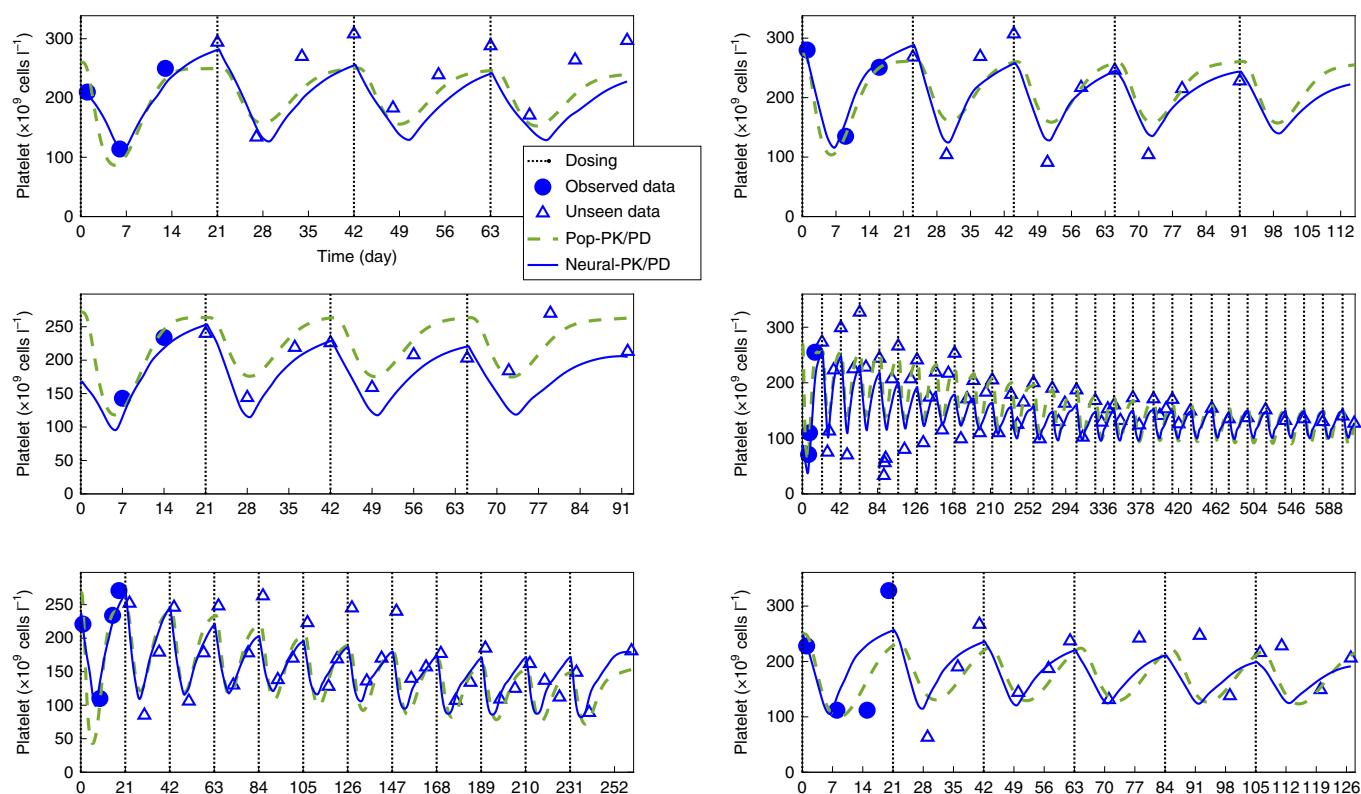 Platelet (×10⁹ cells l⁻¹)
300
200
100
0
0 7 14 21 28 35 42 49 56 63
Time (day)
Dosing
Observed data
Unseen data
Pop-PK/PD
Neural-PK/PD
Platelet (×10⁹ cells l⁻¹)
300
200
100
0
0 7 14 21 28 35 42 49 56 63 70 77 84 91 98 105 112
Platelet (×10⁹ cells l⁻¹)
250
200
150
100
50
0
0 7 14 21 28 35 42 49 56 63 70 77 84 91
Platelet (×10⁹ cells l⁻¹)
300
200
100
0
0 42 84 126 168 210 252 294 336 378 420 462 504 546 588
Platelet (×10⁹ cells l⁻¹)
250
200
150
100
50
0
0 21 42 63 84 105 126 147 168 189 210 231 252
Platelet (×10⁹ cells l⁻¹)
300
200
100
0
0 7 14 21 28 35 42 49 56 63 70 77 84 91 98 105 112 119 126